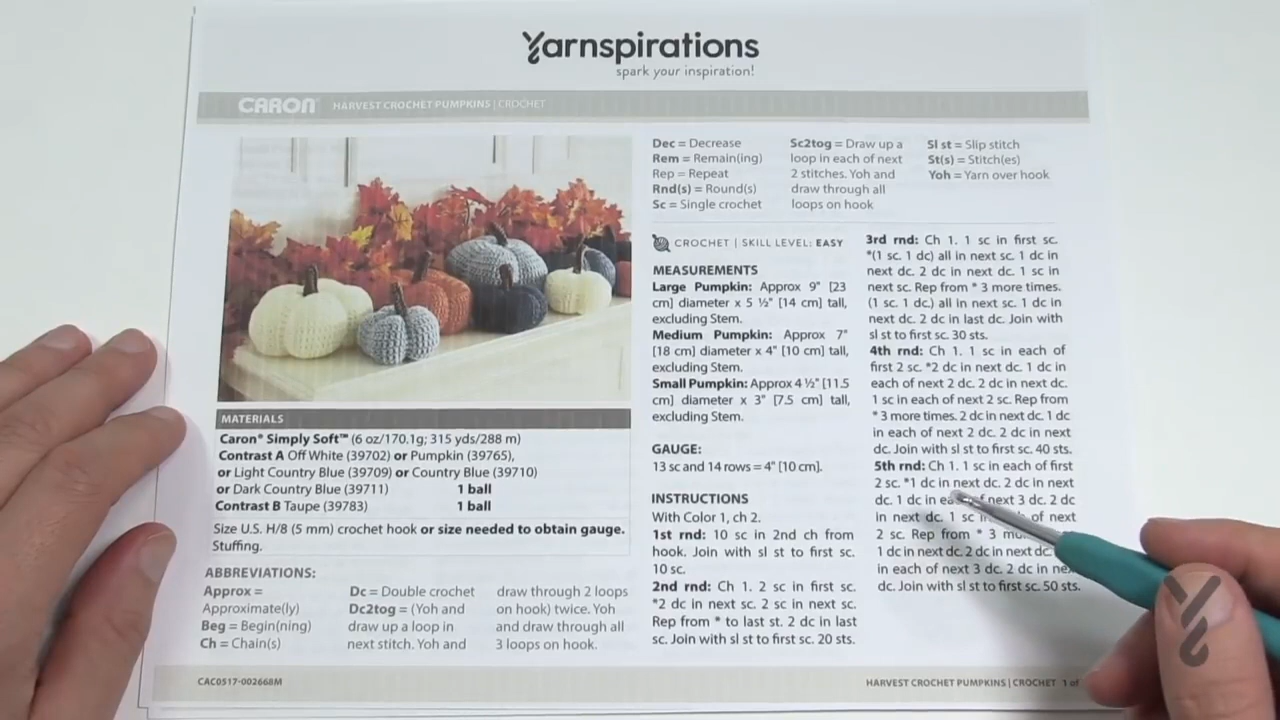 Yarnspirations
spark your inspiration!
CARON HARVEST CROCHET PUMPKINS | CROCHET
MATERIALS
Caron® Simply Soft™ (6 oz/170.1g; 315 yds/288 m)
Contrast A Off White (39702) or Pumpkin (39765),
or Light Country Blue (39709) or Country Blue (39710)
or Dark Country Blue (39711) 1 ball
Contrast B Taupe (39783) 1 ball
Size U.S. H/8 (5 mm) crochet hook or size needed to obtain gauge.
Stuffing.
ABBREVIATIONS:
Approx =
Approximate(ly)
Beg = Begin(ning)
Ch = Chain(s)
Dc = Double crochet
Dc2tog = (Yoh and
draw up a loop in
next stitch. Yoh and
draw through 2 loops
on hook) twice. Yoh
and draw through all
3 loops on hook.
Dec = Decrease
Rem = Remain(ing)
Rep = Repeat
Rnd(s) = Round(s)
Sc = Single crochet
Sc2tog = Draw up a
loop in each of next
2 stitches. Yoh and
draw through all
loops on hook
Sl st = Slip stitch
St(s) = Stitch(es)
Yoh = Yarn over hook
CROCHET | SKILL LEVEL: EASY
MEASUREMENTS
Large Pumpkin: Approx 9" [23
cm] diameter x 5 ½" [14 cm] tall,
excluding Stem.
Medium Pumpkin: Approx 7"
[18 cm] diameter x 4" [10 cm] tall,
excluding Stem.
Small Pumpkin: Approx 4 ½" [11.5
cm] diameter x 3" [7.5 cm] tall,
excluding Stem.
GAUGE:
13 sc and 14 rows = 4" [10 cm].
INSTRUCTIONS
With Color 1, ch 2.
1st rnd: 10 sc in 2nd ch from
hook. Join with sl st to first sc.
10 sc.
2nd rnd: Ch 1. 2 sc in first sc.
*2 dc in next sc. 2 sc in next sc.
Rep from * to last st. 2 dc in last
sc. Join with sl st to first sc. 20 sts.
3rd rnd: Ch 1. 1 sc in first sc.
*(1 sc. 1 dc) all in next sc. 1 dc in
next dc. 2 dc in next dc. 1 sc in
next sc. Rep from * 3 more times.
(1 sc. 1 dc.) all in next sc. 1 dc in
next dc. 2 dc in last dc. Join with
sl st to first sc. 30 sts.
4th rnd: Ch 1. 1 sc in each of
first 2 sc. *2 dc in next dc. 1 dc in
each of next 2 dc. 2 dc in next dc.
1 sc in each of next 2 sc. Rep from
* 3 more times. 2 dc in next dc. 1 dc
in each of next 2 dc. 2 dc in next
dc. Join with sl st to first sc. 40 sts.
5th rnd: Ch 1. 1 sc in each of first
2 sc. *1 dc in next dc. 2 dc in next
dc. 1 dc in of next 3 dc. 2 dc
in next dc. 1 sc of next
2 sc. Rep from * 3
1 dc in next dc. 2 dc in next dc.
in each of next 3 dc. 2 dc in
dc. Join with sl st to first sc. 50 sts.
CAC0517-002668M
HARVEST CROCHET PUMPKINS | CROCHET 1 of